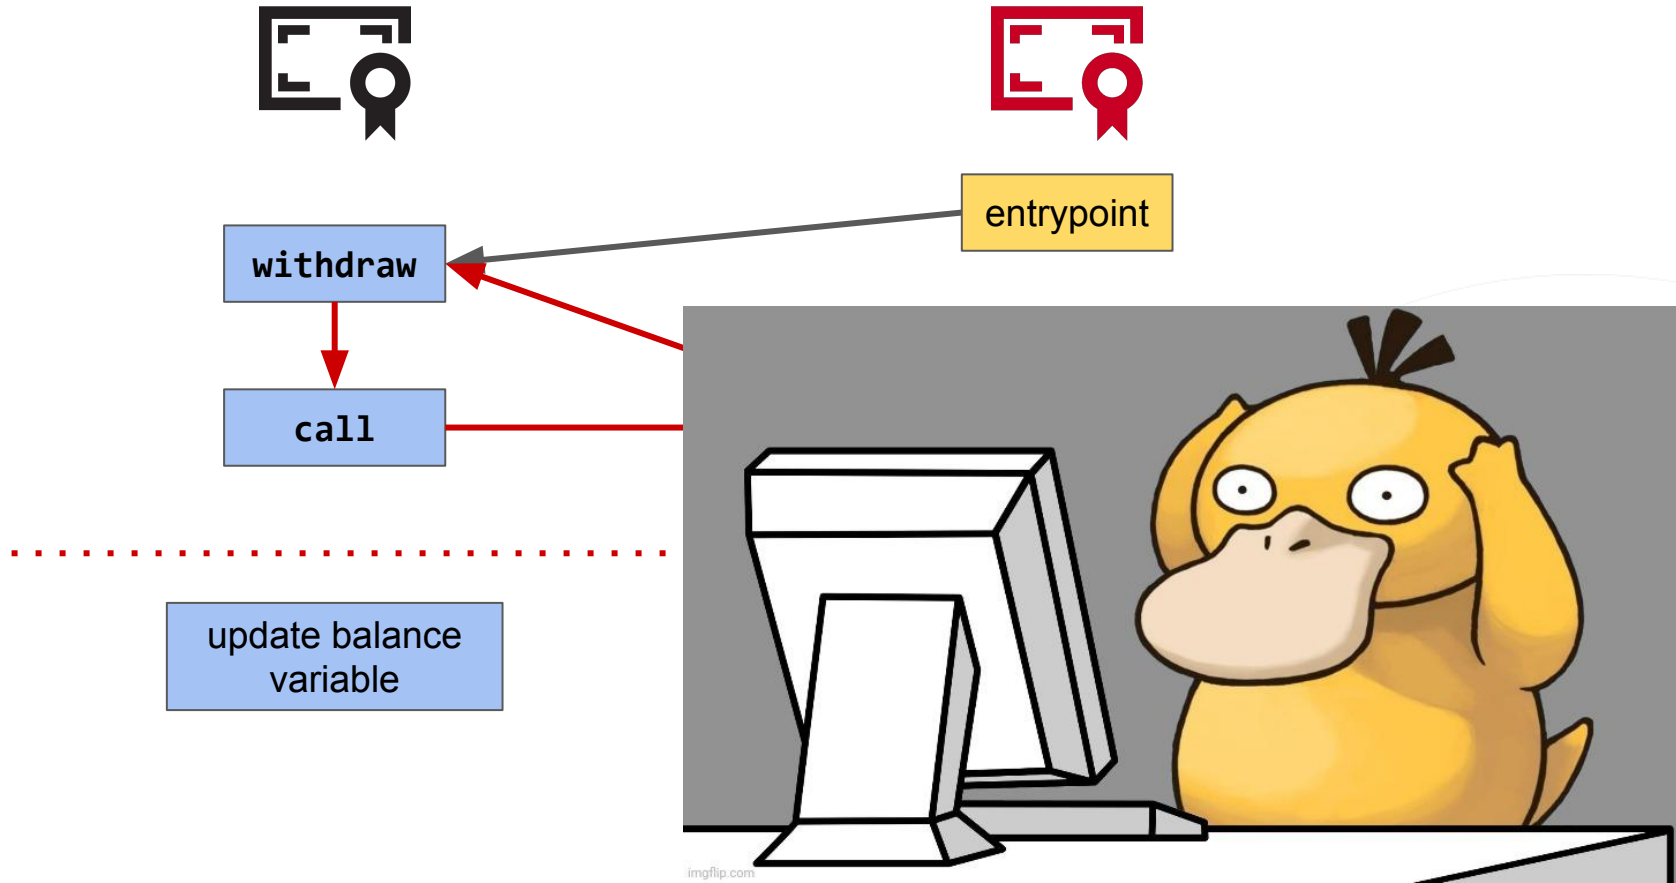 entrypoint
withdraw
call
update balance
variable
imgflip.com